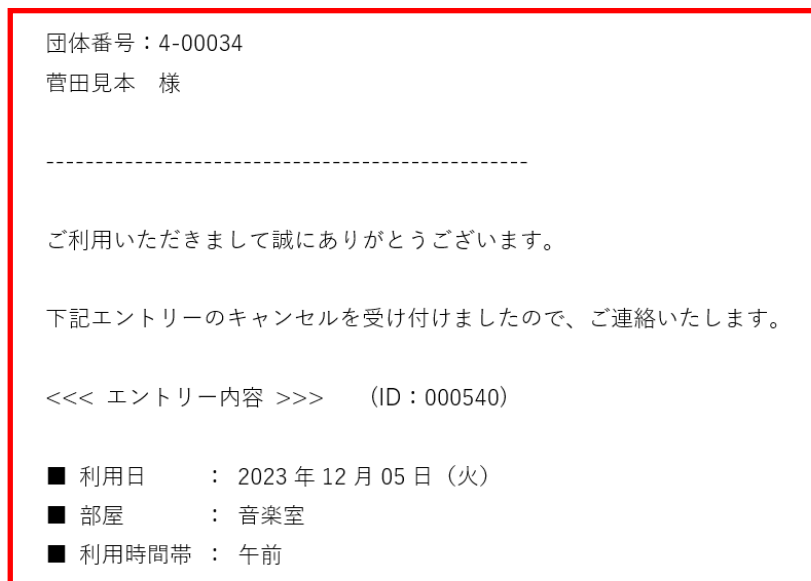 団体番号：4-00034
菅田見本　様
-------------------------------------------------
ご利用いただきまして誠にありがとうございます。
下記エントリーのキャンセルを受け付けましたので、ご連絡いたします。
<<< エントリー内容 >>>　（ID：000540）
■ 利用日　　　： 2023 年 12 月 05 日（火）
■ 部屋　　　　： 音楽室
■ 利用時間帯 ： 午前